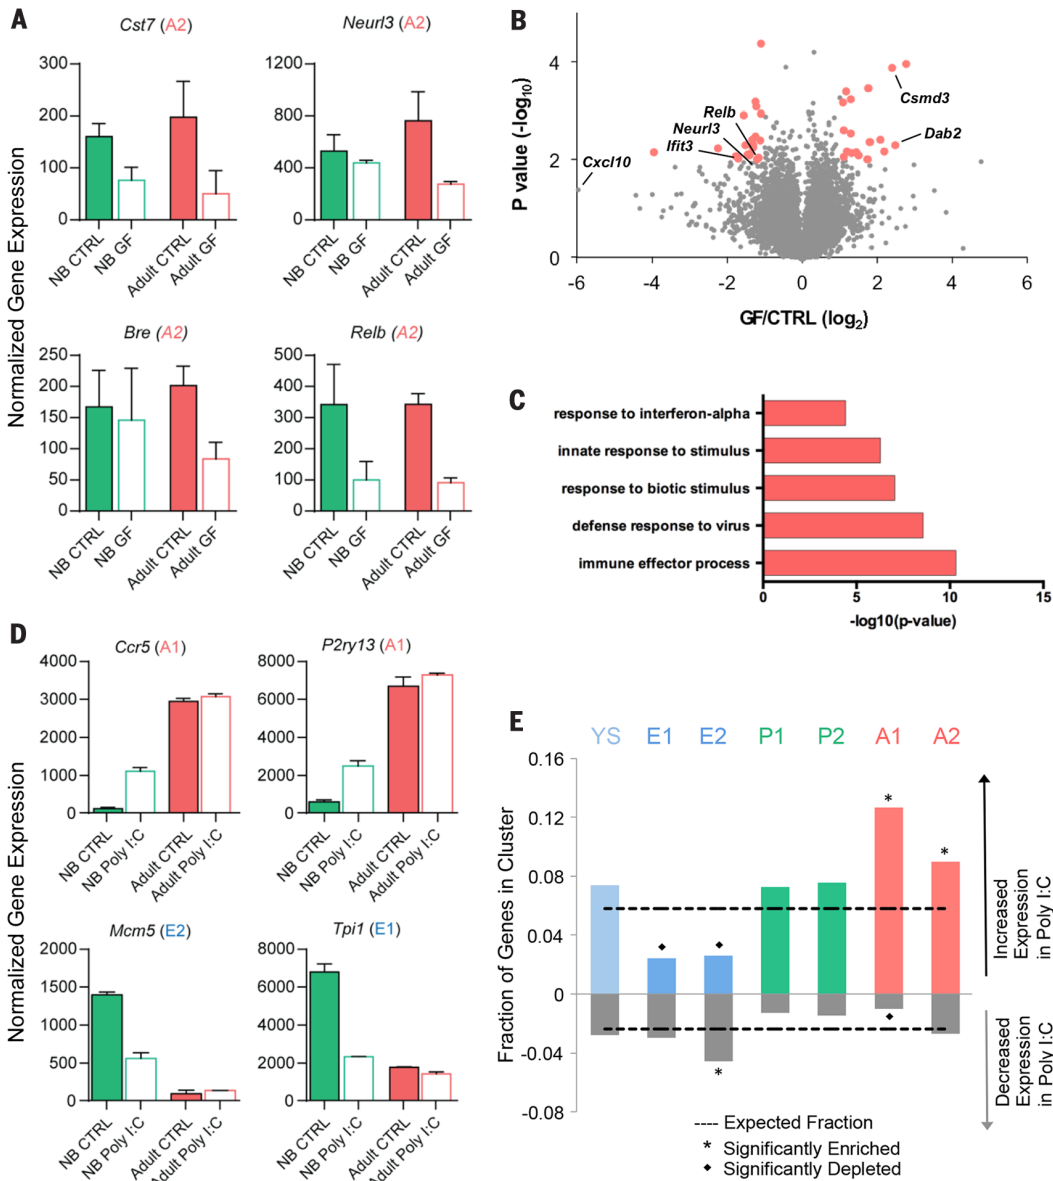 A
Cst7 (A2)
Neurl3 (A2)
Normalized Gene Expression
300
200
100
0
NB CTRL
NB GF
Adult CTRL
Adult GF
1200
800
400
0
NB CTRL
NB GF
Adult CTRL
Adult GF
Bre (A2)
Relb (A2)
250
200
150
100
50
0
NB CTRL
NB GF
Adult CTRL
Adult GF
500
400
300
200
100
0
NB CTRL
NB GF
Adult CTRL
Adult GF
B
P value (-log10)
4
2
0
Csmd3
Relb
Neurl3
Ifit3
Dab2
Cxcl10
-6
-4
-2
0
2
4
6
GF/CTRL (log2)
C
response to interferon-alpha
innate response to stimulus
response to biotic stimulus
defense response to virus
immune effector process
0
5
10
15
-log10(p-value)
D
Ccr5 (A1)
P2ry13 (A1)
Normalized Gene Expression
4000
3000
2000
1000
0
NB CTRL
NB Poly I:C
Adult CTRL
Adult Poly I:C
8000
6000
4000
2000
0
NB CTRL
NB Poly I:C
Adult CTRL
Adult Poly I:C
Mcm5 (E2)
Tpi1 (E1)
2000
1500
1000
500
0
NB CTRL
NB Poly I:C
Adult CTRL
Adult Poly I:C
8000
6000
4000
2000
0
NB CTRL
NB Poly I:C
Adult CTRL
Adult Poly I:C
E
YS E1 E2 P1 P2 A1 A2
Fraction of Genes in Cluster
0.16
0.12
0.08
0.04
0
-0.04
-0.08
*
*
*
Increased
Expression
in Poly I:C
Decreased
Expression
in Poly I:C
---- Expected Fraction
* Significantly Enriched
◆ Significantly Depleted